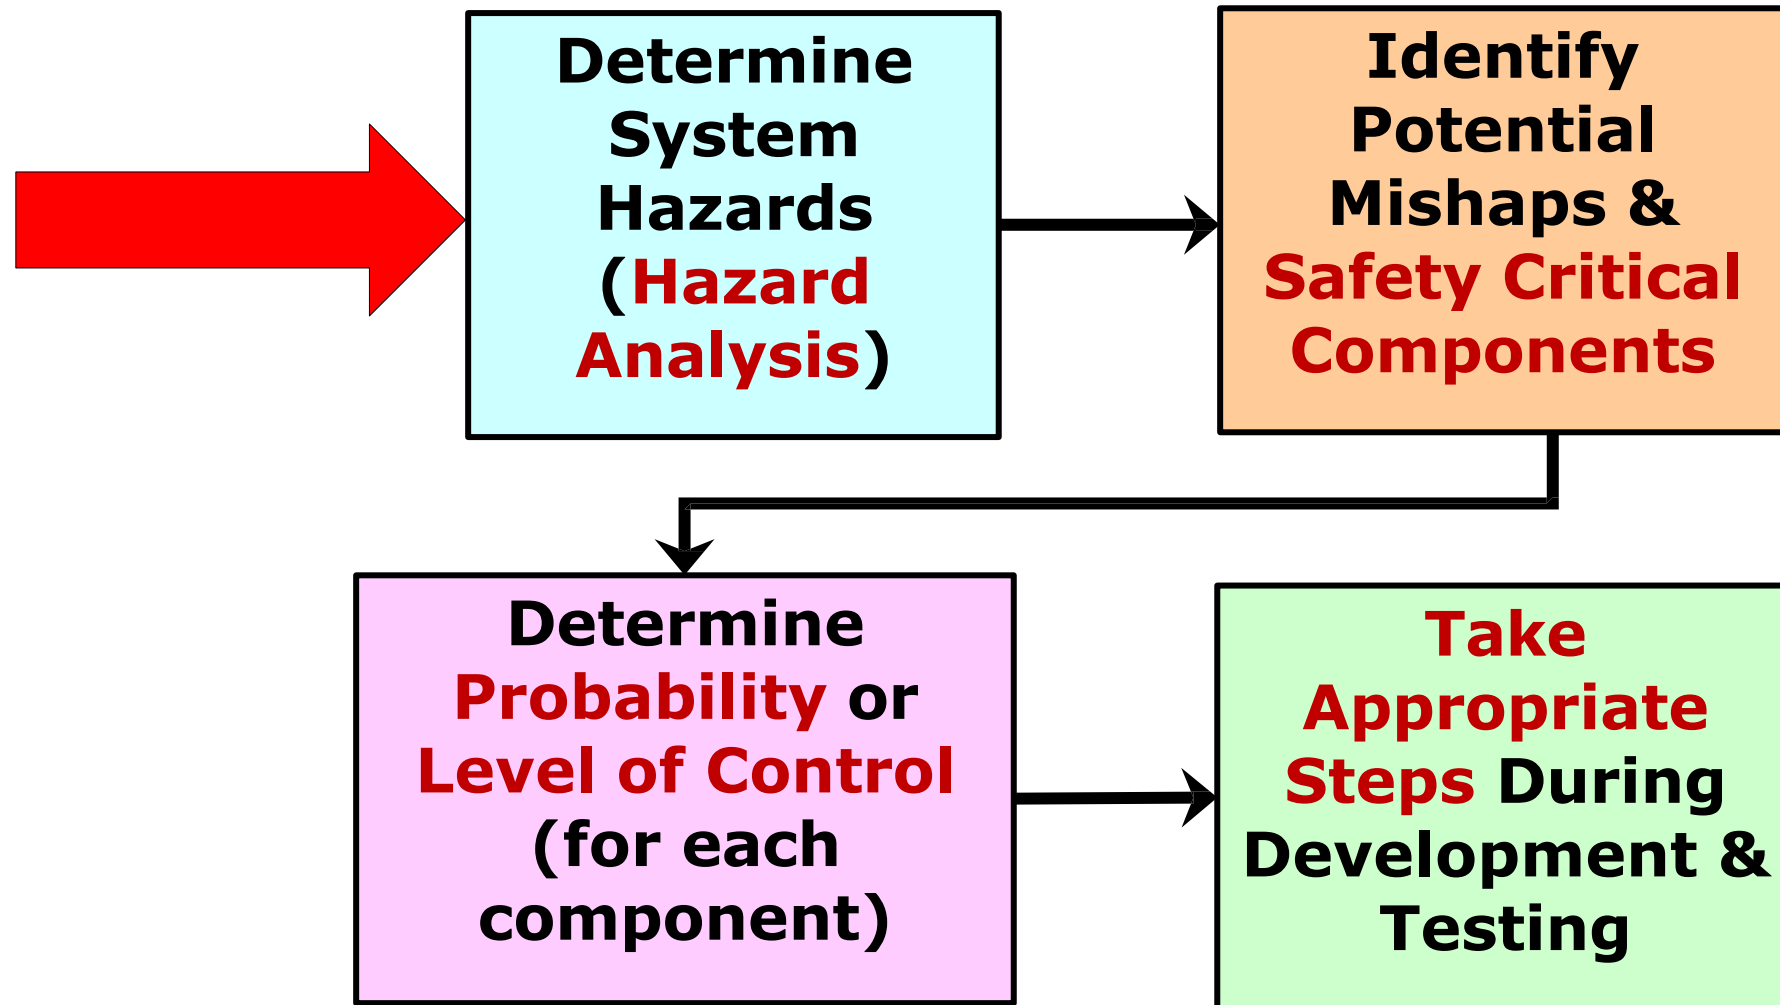 Determine
System
Hazards
(Hazard
Analysis)
Identify
Potential
Mishaps &
Safety Critical
Components
Determine
Probability or
Level of Control
(for each
component)
Take
Appropriate
Steps During
Development &
Testing